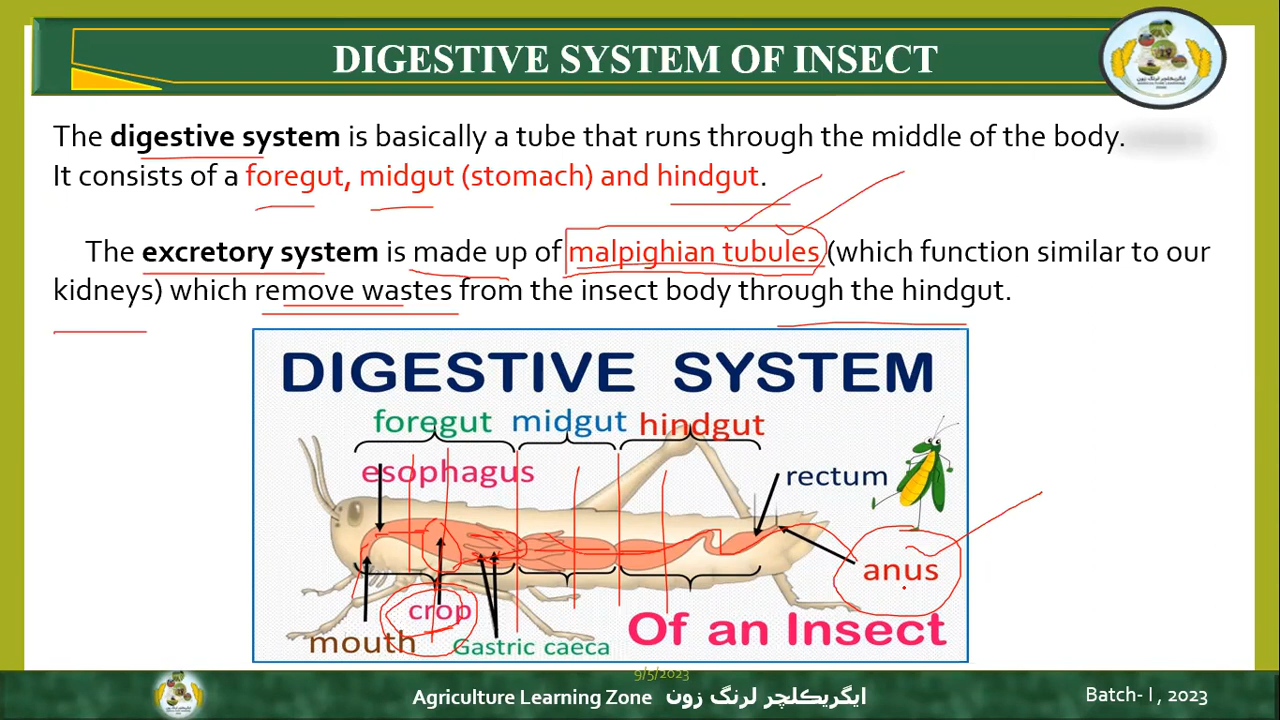 DIGESTIVE SYSTEM OF INSECT
ایگریکلچر لرنگ زون
The digestive system is basically a tube that runs through the middle of the body.
It consists of a foregut, midgut (stomach) and hindgut.
The excretory system is made up of malpighian tubules (which function similar to our
kidneys) which remove wastes from the insect body through the hindgut.
DIGESTIVE SYSTEM
foregut midgut hindgut
esophagus
rectum
anus
crop
mouth
Gastric caeca
Of an Insect
9/5/2023
Agriculture Learning Zone ایگریکلچر لرنگ زون
Batch- I , 2023